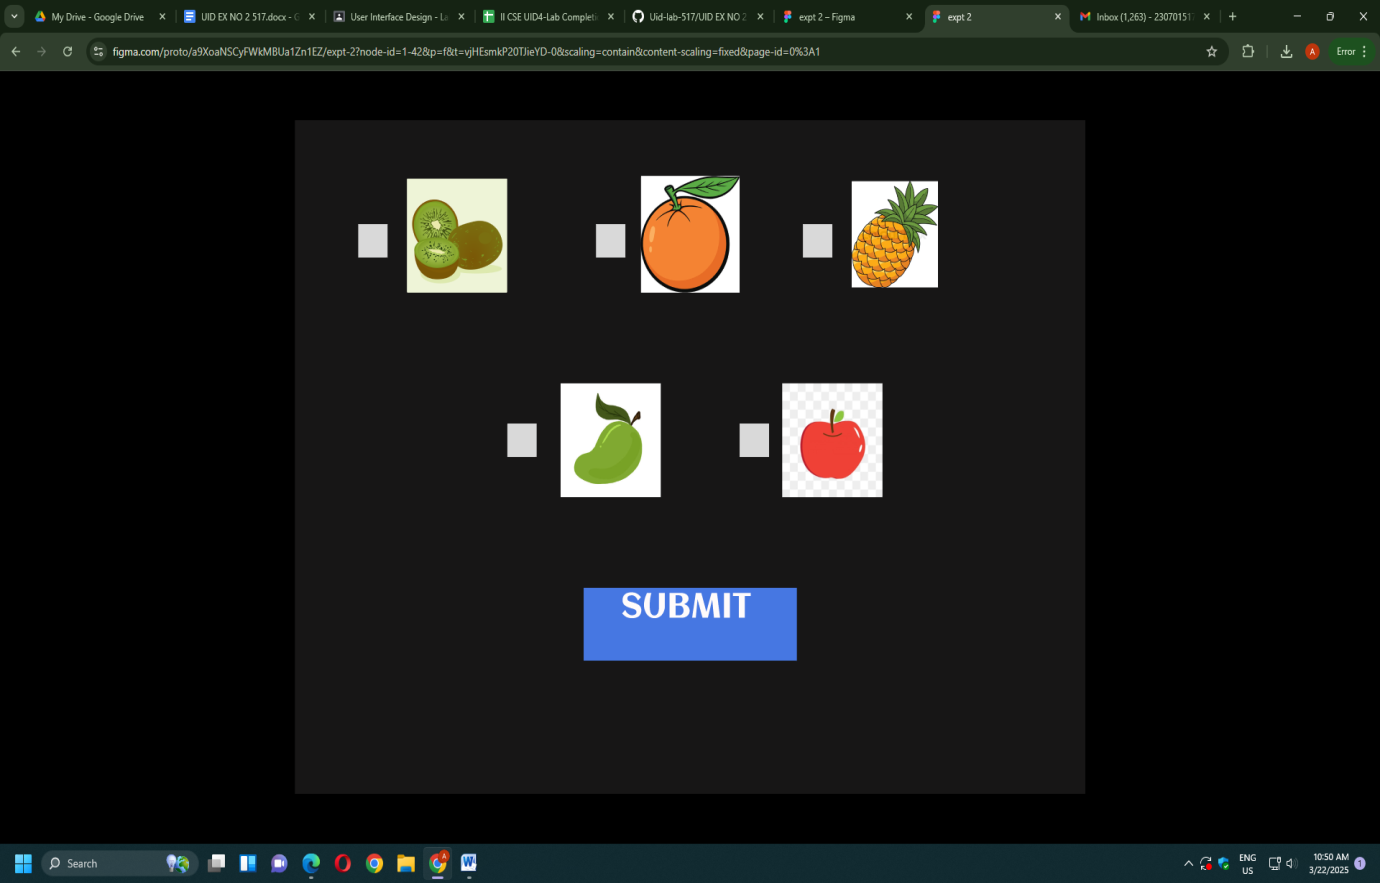 My Drive - Google Drive
UID EX NO 2 517.docx - G
User Interface Design - La
II CSE UID4-Lab Completi
Uid-lab-517/UID EX NO 2
expt 2 – Figma
expt 2
Inbox (1,263) - 23070151
figma.com/proto/a9XoaNSCyFWkMBUa1Zn1EZ/expt-2?node-id=1-42&p=f&t=vjHEsmkP20TJieYD-0&scaling=contain&content-scaling=fixed&page-id=0%3A1
A
Error
SUBMIT
Search
A
W
ENG
US
10:50 AM
3/22/2025
1